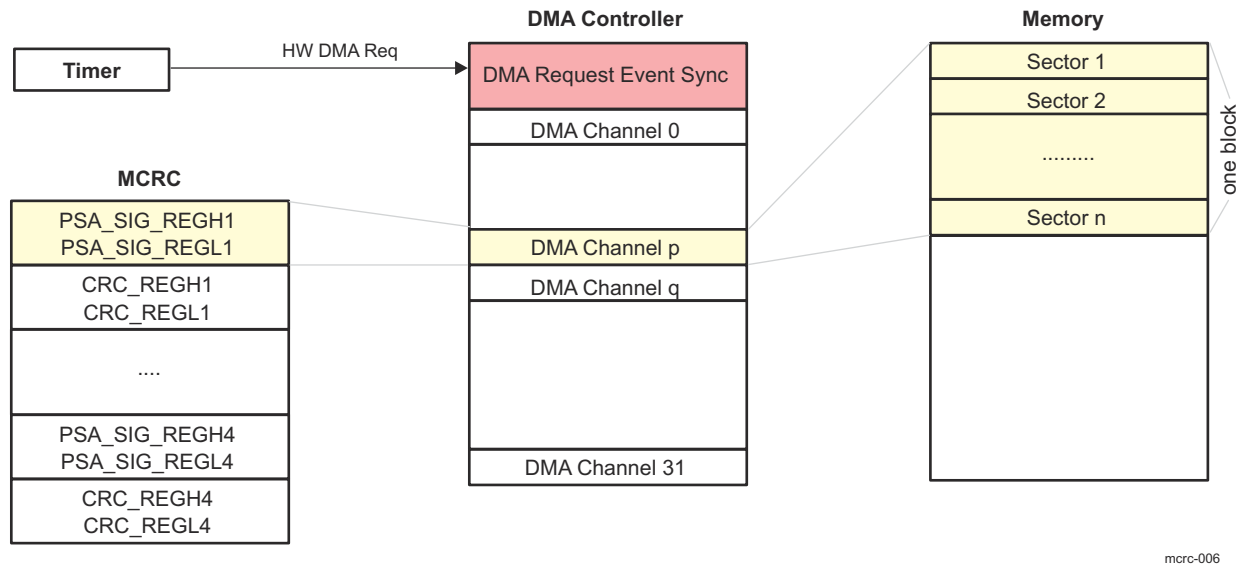 DMA Controller
Memory
Timer
HW DMA Req
DMA Request Event Sync
DMA Channel 0
Sector 1
Sector 2
.........
Sector n
one block
MCRC
PSA_SIG_REGH1
PSA_SIG_REGL1
CRC_REGH1
CRC_REGL1
....
PSA_SIG_REGH4
PSA_SIG_REGL4
CRC_REGH4
CRC_REGL4
DMA Channel p
DMA Channel q
DMA Channel 31
mcrc-006